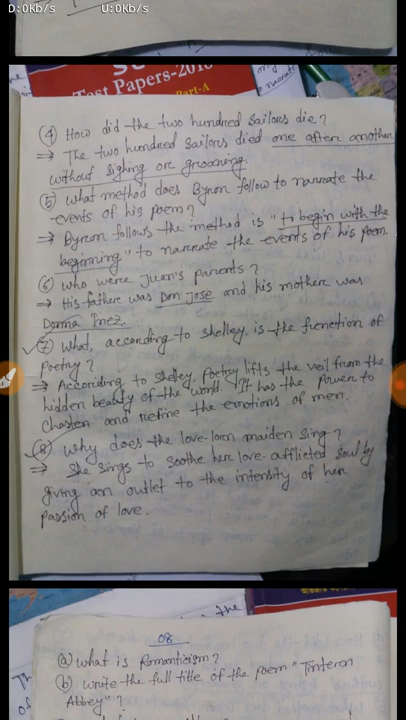 D:0Kb/s U:0Kb/s
Test Papers-2018
Part-A
④ How did the two hundred sailors die?
⇒ The two hundred sailors died one after another
without sighing or groaning.
⑤ What method does Byron follow to narrate the
events of his poem?
⇒ Byron follows the method is "to begin with the
beginning" to narrate the events of his poem.
⑥ Who were Juan's parents?
⇒ His father was Don Jose and his mother was
Donna Inez.
⑦ What, according to Shelley, is the function of
Poetry?
⇒ According to Shelley, Poetry lifts the veil from the
hidden beauty of the world. It has the Power to
Chasten and refine the emotions of men.
⑧ Why does the love-lorn maiden sing?
⇒ She sings to soothe her love-afflicted soul by
giving an outlet to the intensity of her
passion of love.
the
08
ⓐ What is Romanticism?
ⓑ Write the full title of the poem "Tintern
Abbey"?